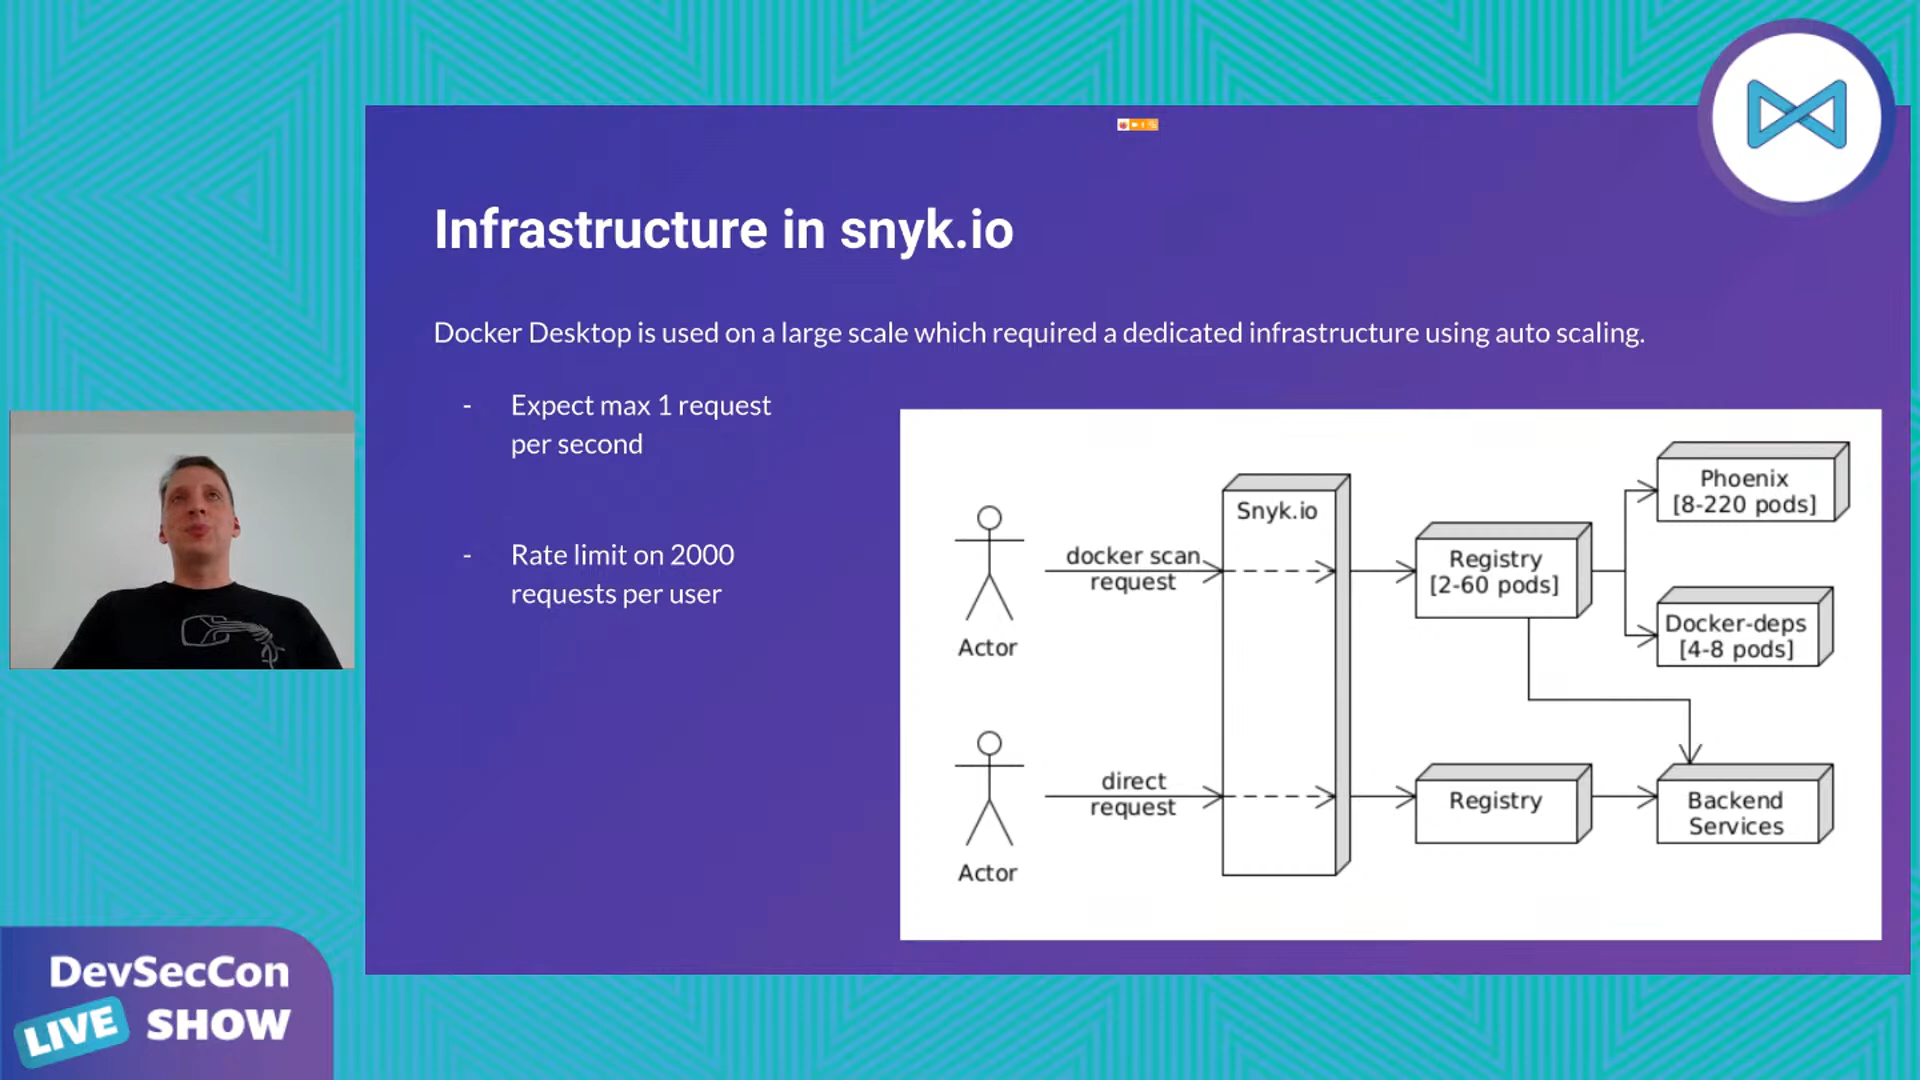 Infrastructure in snyk.io
Docker Desktop is used on a large scale which required a dedicated infrastructure using auto scaling.
- Expect max 1 request
per second
- Rate limit on 2000
requests per user
Actor
docker scan
request
Snyk.io
Registry
[2-60 pods]
Phoenix
[8-220 pods]
Docker-deps
[4-8 pods]
Actor
direct
request
Registry
Backend
Services
DevSecCon
LIVE SHOW